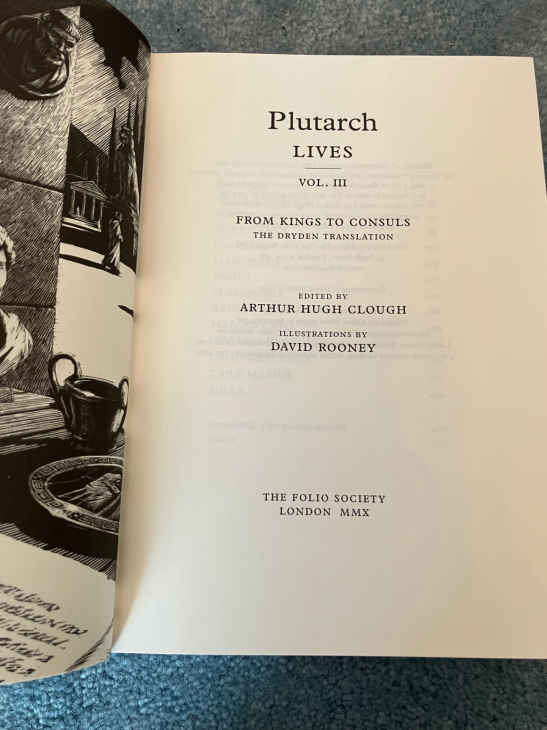 Plutarch
LIVES
VOL. III
FROM KINGS TO CONSULS
THE DRYDEN TRANSLATION
EDITED BY
ARTHUR HUGH CLOUGH
ILLUSTRATIONS BY
DAVID ROONEY
THE FOLIO SOCIETY
LONDON MMX